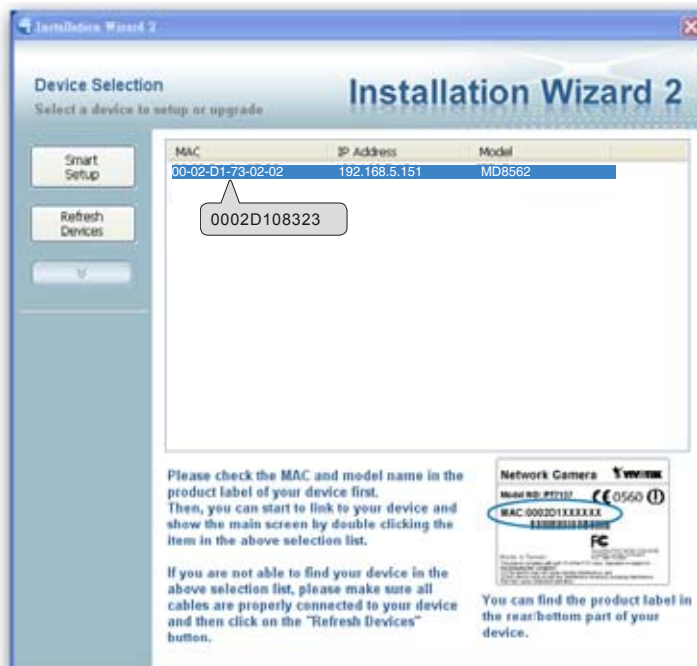 Installation Wizard 2
Device Selection
Select a device to setup or upgrade
Installation Wizard 2
Smart
Setup
Refresh
Devices
MAC IP Address Model
00-02-D1-73-02-02 192.168.5.151 MD8562
0002D108323
Please check the MAC and model name in the
product label of your device first.
Then, you can start to link to your device and
show the main screen by double clicking the
item in the above selection list.
If you are not able to find your device in the
above selection list, please make sure all
cables are properly connected to your device
and then click on the "Refresh Devices"
button.
Network Camera VIVOTEK
Model NO: PT7137 CE 0560
MAC:0002D1XXXXXX
FC
Made in Taiwan
You can find the product label in
the rear/bottom part of your
device.